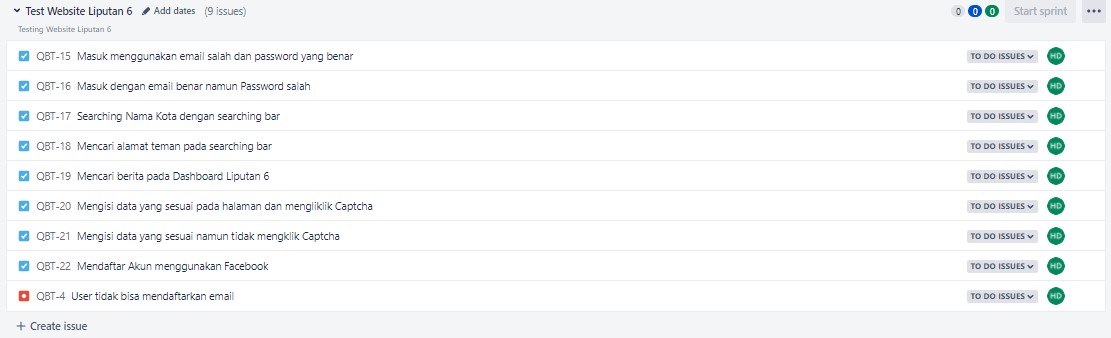 Test Website Liputan 6 Add dates (9 issues) 0 0 0 Start sprint
Testing Website Liputan 6
QBT-15 Masuk menggunakan email salah dan password yang benar TO DO ISSUES HD
QBT-16 Masuk dengan email benar namun Password salah TO DO ISSUES HD
QBT-17 Searching Nama Kota dengan searching bar TO DO ISSUES HD
QBT-18 Mencari alamat teman pada searching bar TO DO ISSUES HD
QBT-19 Mencari berita pada Dashboard Liputan 6 TO DO ISSUES HD
QBT-20 Mengisi data yang sesuai pada halaman dan mengliklik Captcha TO DO ISSUES HD
QBT-21 Mengisi data yang sesuai namun tidak mengklik Captcha TO DO ISSUES HD
QBT-22 Mendaftar Akun menggunakan Facebook TO DO ISSUES HD
QBT-4 User tidak bisa mendaftarkan email TO DO ISSUES HD
+ Create issue